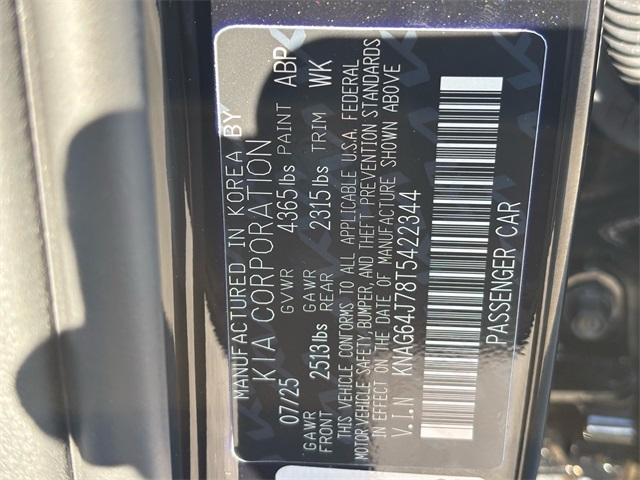 MANUFACTURED IN KOREA BY
KIA CORPORATION
07/25 GVWR 4365lbs PAINT ABP
GAWR FRONT 2513lbs GAWR REAR 2315lbs TRIM WK
THIS VEHICLE CONFORMS TO ALL APPLICABLE U.S.A. FEDERAL
MOTOR VEHICLE SAFETY, BUMPER, AND THEFT PREVENTION STANDARDS
IN EFFECT ON THE DATE OF MANUFACTURE SHOWN ABOVE
V.I.N KNAG64J78T5422344
PASSENGER CAR